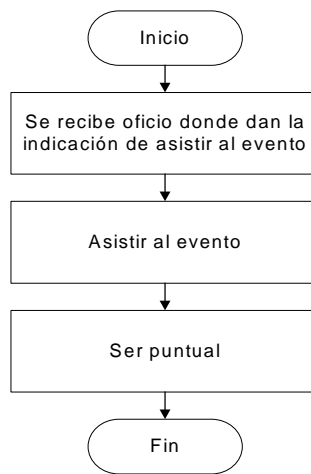 Inicio
Se recibe oficio donde dan la
indicación de asistir al evento
Asistir al evento
Ser puntual
Fin